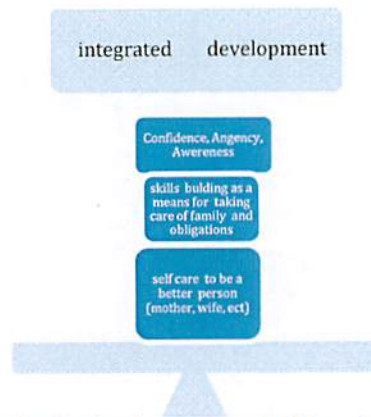 integrated development
Confidence, Angency,
Awereness
skills bulding as a
means for taking
care of family and
obligations
self care to be a
better person
(mother, wife, ect)